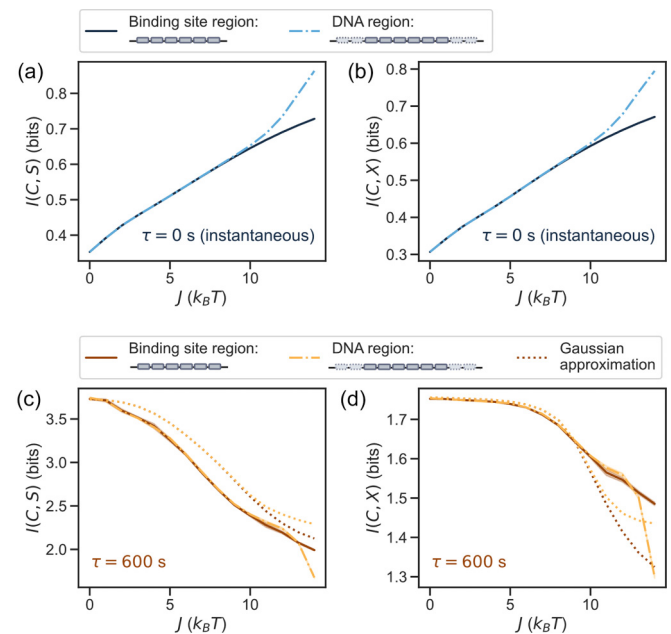 Binding site region:
DNA region:
(a)
I(C, S) (bits)
0.8
0.7
0.6
0.5
0.4
τ = 0 s (instantaneous)
0
5
10
J (k_BT)
(b)
I(C, X) (bits)
0.8
0.7
0.6
0.5
0.4
0.3
τ = 0 s (instantaneous)
0
5
10
J (k_BT)
Binding site region:
DNA region:
Gaussian
approximation
(c)
I(C, S) (bits)
3.5
3.0
2.5
2.0
τ = 600 s
0
5
10
J (k_BT)
(d)
I(C, X) (bits)
1.7
1.6
1.5
1.4
1.3
τ = 600 s
0
5
10
J (k_BT)